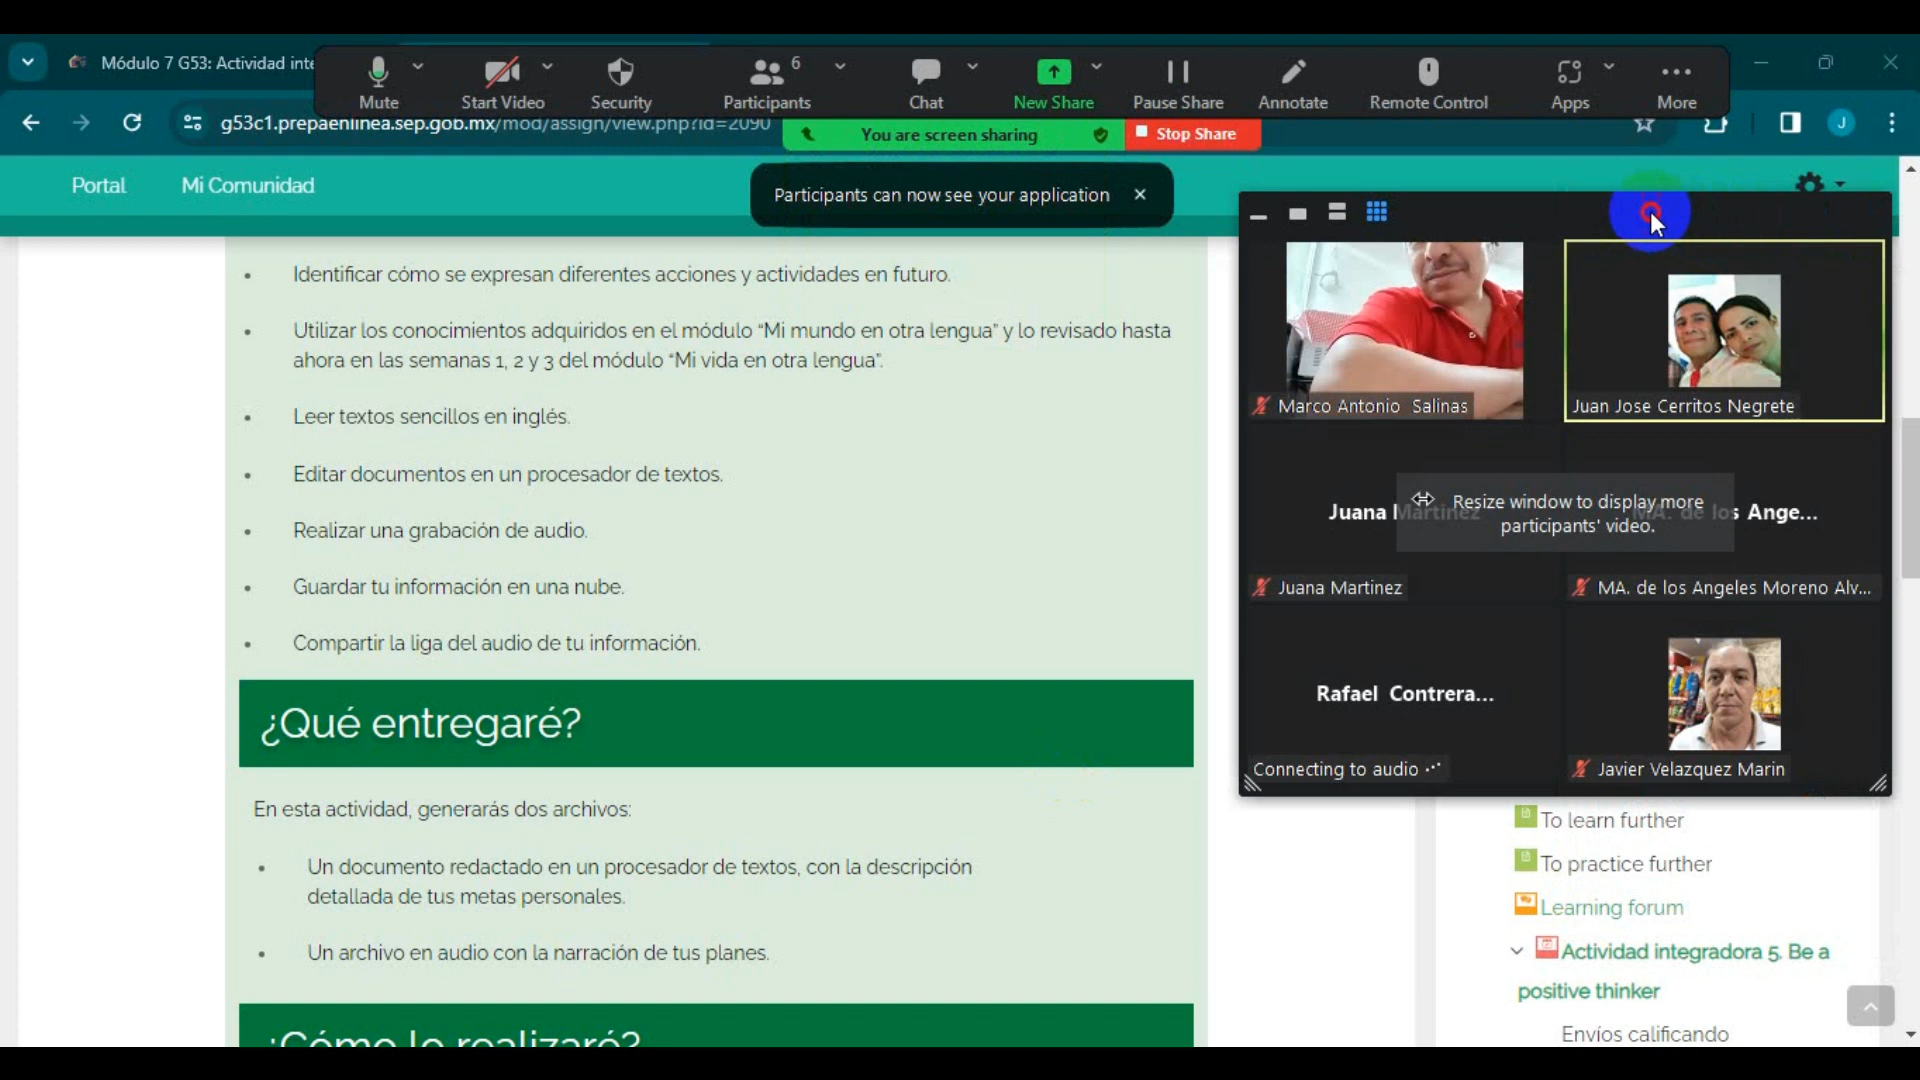 Módulo 7 G53: Actividad inte
Mute
Start Video
Security
6
Participants
Chat
New Share
Pause Share
Annotate
Remote Control
Apps
More
g53c1.prepaenlinea.sep.gob.mx/mod/assign/view.php?id=2090
You are screen sharing
Stop Share
J
Portal
Mi Comunidad
Participants can now see your application
Identificar cómo se expresan diferentes acciones y actividades en futuro.
Utilizar los conocimientos adquiridos en el módulo “Mi mundo en otra lengua” y lo revisado hasta
ahora en las semanas 1, 2 y 3 del módulo “Mi vida en otra lengua”.
Leer textos sencillos en inglés.
Editar documentos en un procesador de textos.
Realizar una grabación de audio.
Guardar tu información en una nube.
Compartir la liga del audio de tu información.
¿Qué entregaré?
En esta actividad, generarás dos archivos:
Un documento redactado en un procesador de textos, con la descripción
detallada de tus metas personales.
Un archivo en audio con la narración de tus planes.
¿Cómo lo realizaré?
Marco Antonio Salinas
Juan Jose Cerritos Negrete
Juana Martinez
MA. de los Ange...
Resize window to display more
participants' video.
Juana Martinez
MA. de los Angeles Moreno Alv...
Rafael Contrera...
Connecting to audio
Javier Velazquez Marin
To learn further
To practice further
Learning forum
Actividad integradora 5. Be a
positive thinker
Envíos calificando